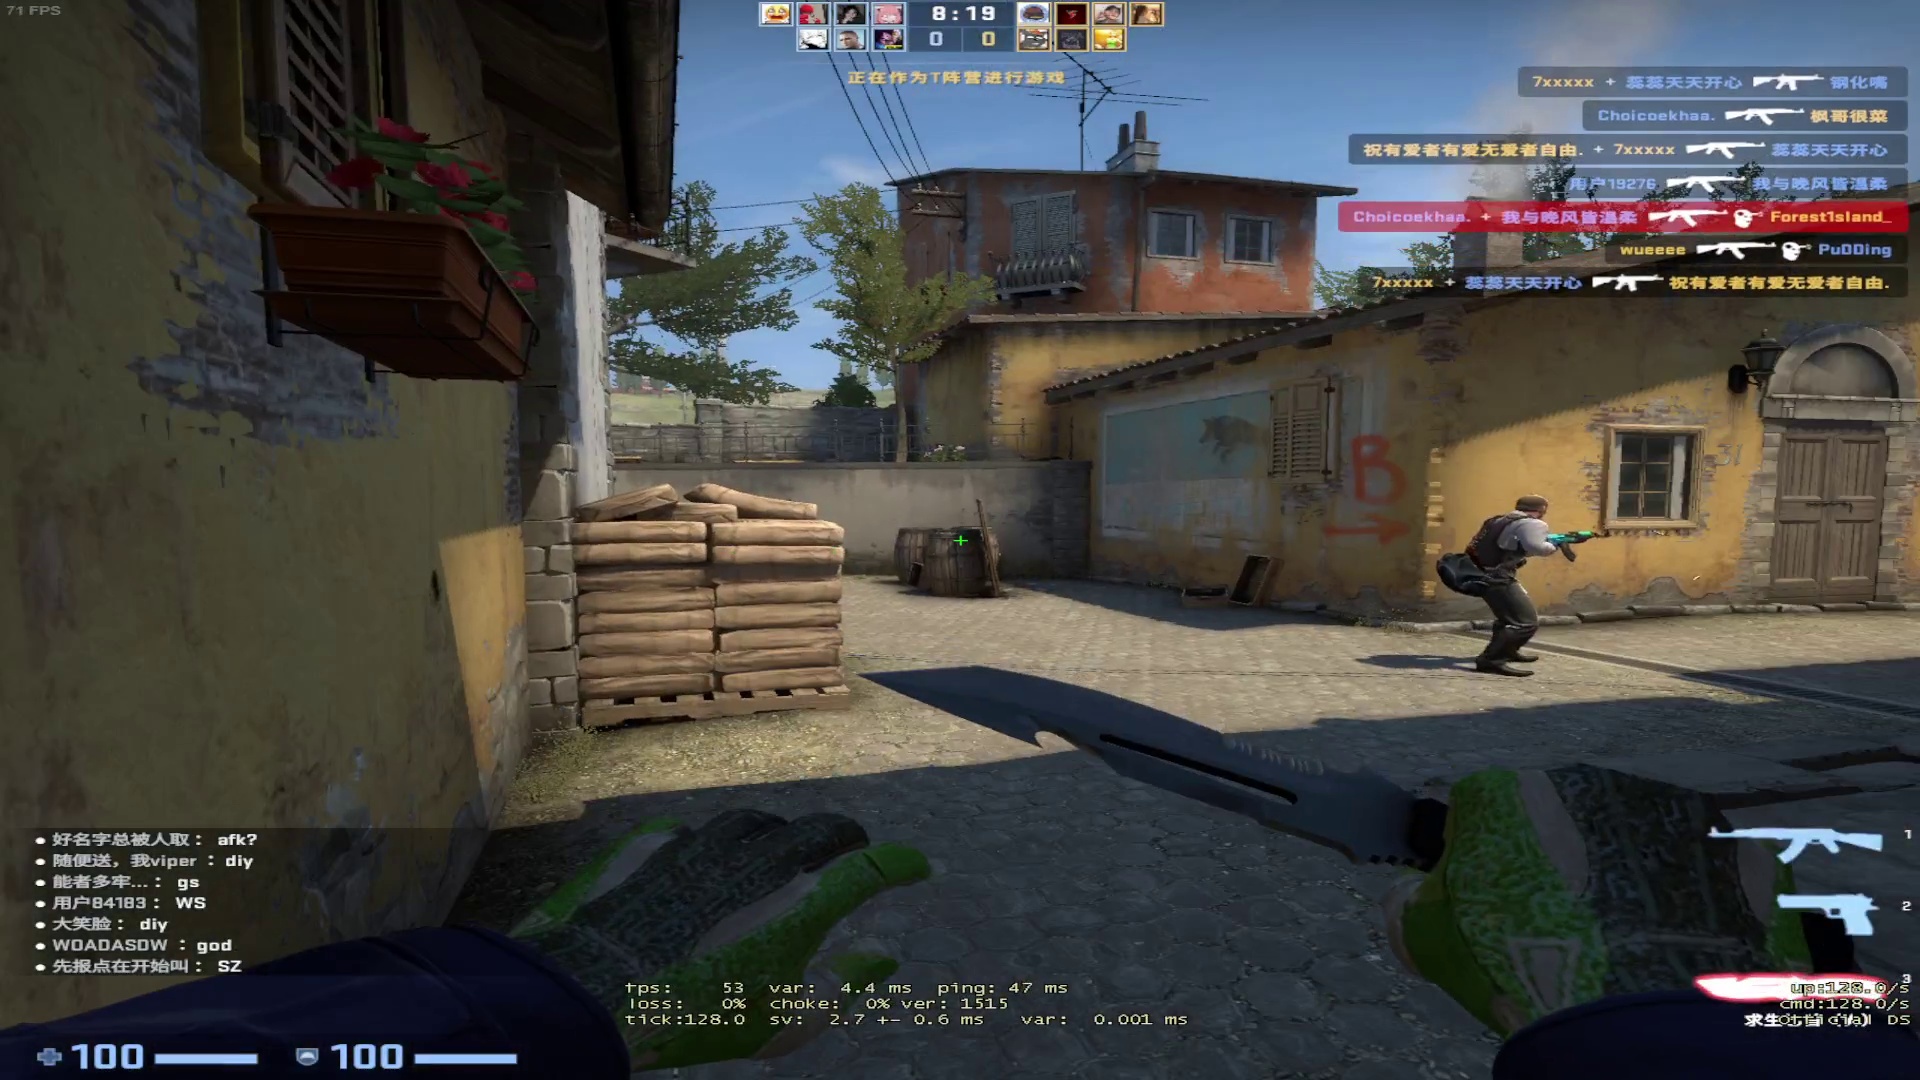 71 FPS
8:19
0 0
正在作为T阵营进行游戏
7xxxxx + 蕊蕊天天开心 钢化嘴
Choicoekhaa. 枫哥很菜
祝有爱者有爱无爱者自由. + 7xxxxx 蕊蕊天天开心
用户19276 我与晚风皆温柔
Choicoekhaa. + 我与晚风皆温柔 Forest1sland_
wueeee PuDDing
7xxxxx + 蕊蕊天天开心 祝有爱者有爱无爱者自由.
31
B
好名字总被人取： afk?
随便送，我viper ： diy
能者多牢...： gs
用户84183： WS
大笑脸： diy
WOADASDW ： god
先报点在开始叫： SZ
1
2
3
fps: 53 var: 4.4 ms ping: 47 ms
loss: 0% choke: 0% ver: 1515
tick:128.0 sv: 2.7 +- 0.6 ms var: 0.001 ms
up:128.0/s
cmd:128.0/s
求生 DS
100 100